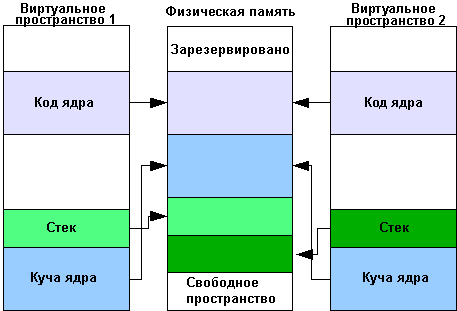 Виртуальное
пространство 1
Физическая память
Виртуальное
пространство 2
Зарезервировано
Код ядра
Код ядра
Стек
Стек
Куча ядра
Куча ядра
Свободное
пространство